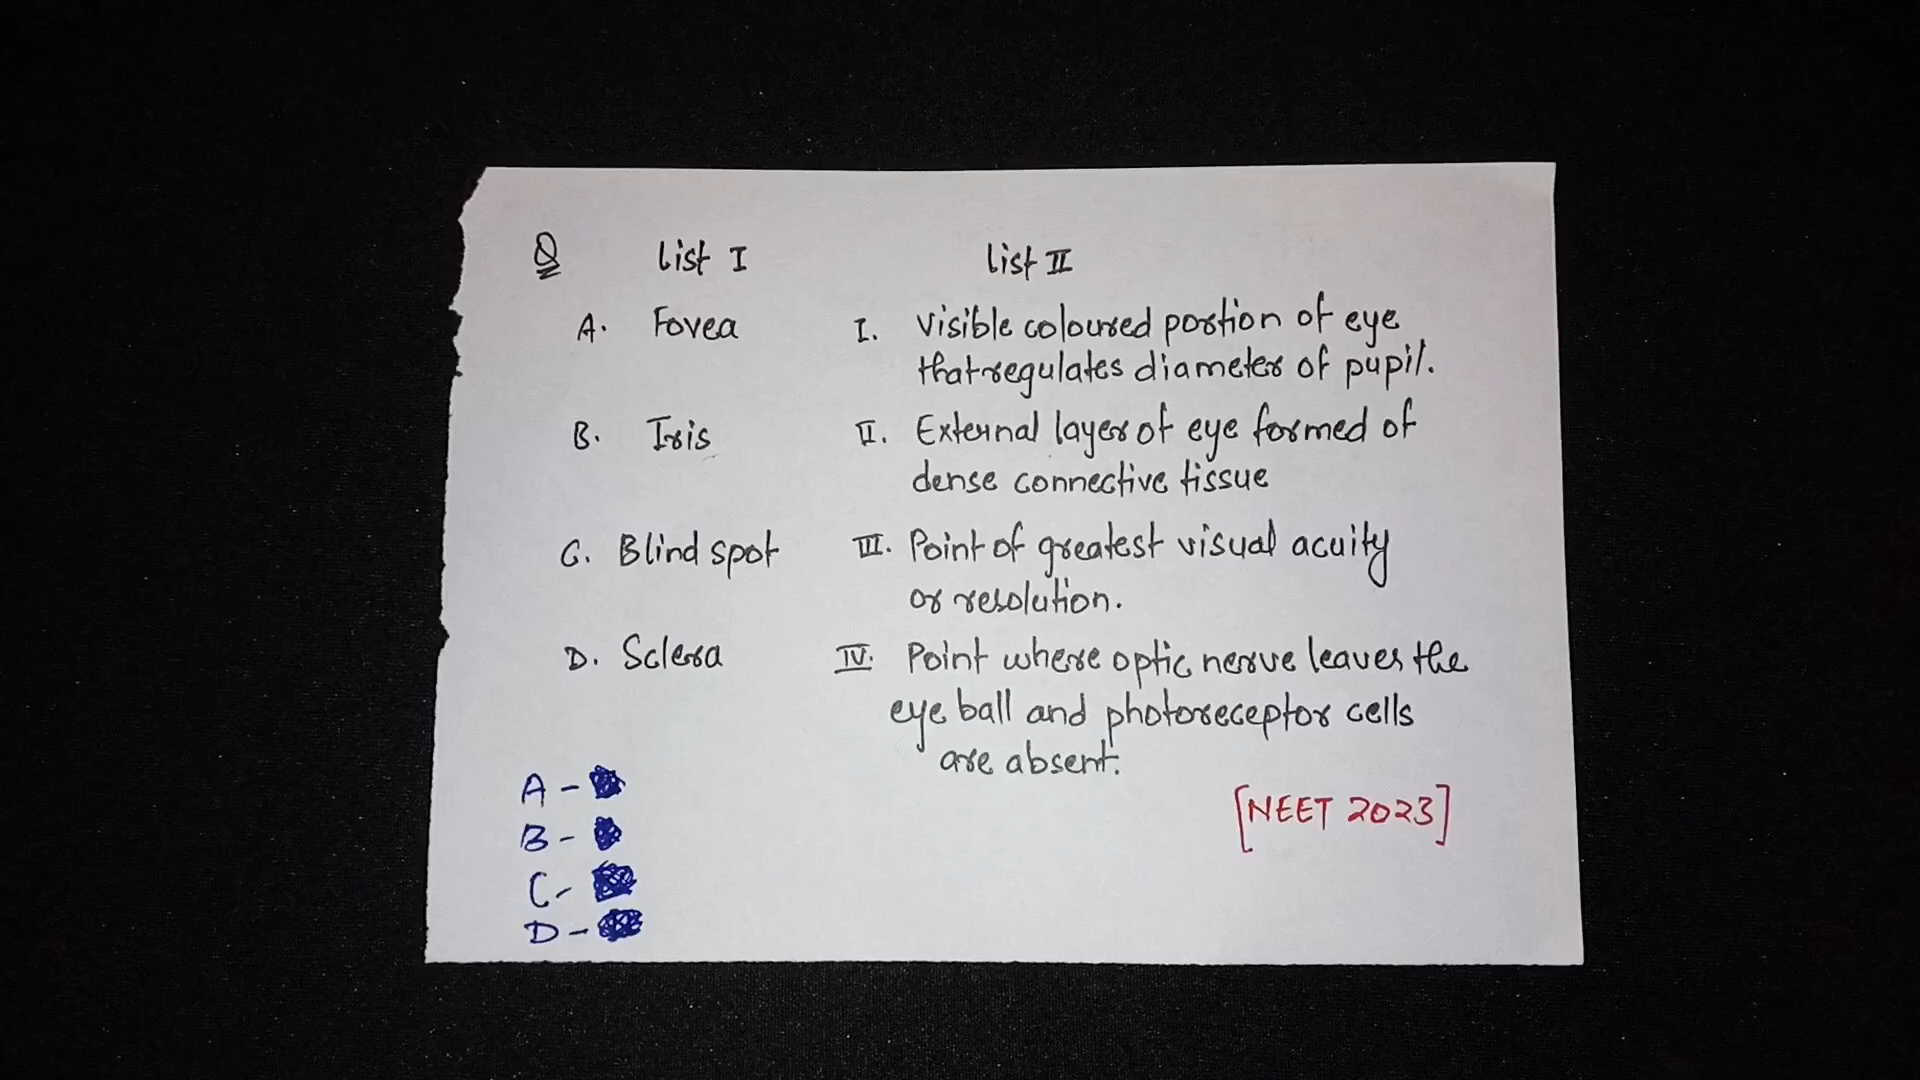 Q List I List II
A. Fovea I. Visible coloured portion of eye
that regulates diameter of pupil.
B. Iris II. External layer of eye formed of
dense connective tissue
C. Blind spot III. Point of greatest visual acuity
or resolution.
D. Sclera IV. Point where optic nerve leaves the
eye ball and photoreceptor cells
are absent.
A -
B -
C -
D -
[NEET 2023]